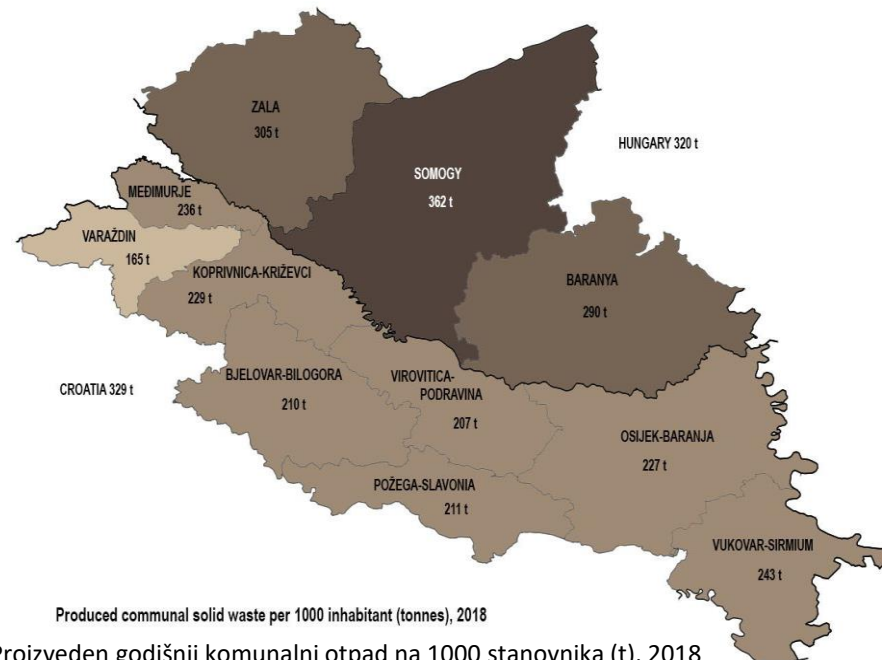 ZALA
305 t
HUNGARY 320 t
SOMOGY
362 t
MEĐIMURJE
236 t
VARAŽDIN
165 t
KOPRIVNICA-KRIŽEVCI
229 t
BARANYA
290 t
CROATIA 329 t
BJELOVAR-BILOGORA
210 t
VIROVITICA-
PODRAVINA
207 t
OSIJEK-BARANJA
227 t
POŽEGA-SLAVONIA
211 t
VUKOVAR-SIRMIUM
243 t
Produced communal solid waste per 1000 inhabitant (tonnes), 2018
Proizveden godišnji komunalni otpad na 1000 stanovnika (t), 2018